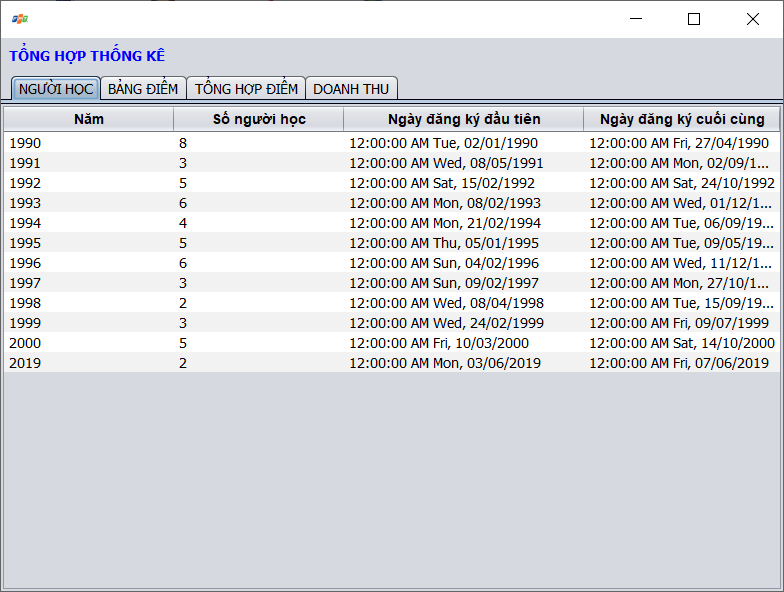 TỔNG HỢP THỐNG KÊ
NGƯỜI HỌC BẢNG ĐIỂM TỔNG HỢP ĐIỂM DOANH THU
Năm Số người học Ngày đăng ký đầu tiên Ngày đăng ký cuối cùng
1990 8 12:00:00 AM Tue, 02/01/1990 12:00:00 AM Fri, 27/04/1990
1991 3 12:00:00 AM Wed, 08/05/1991 12:00:00 AM Mon, 02/09/1...
1992 5 12:00:00 AM Sat, 15/02/1992 12:00:00 AM Sat, 24/10/1992
1993 6 12:00:00 AM Mon, 08/02/1993 12:00:00 AM Wed, 01/12/1...
1994 4 12:00:00 AM Mon, 21/02/1994 12:00:00 AM Tue, 06/09/19...
1995 5 12:00:00 AM Thu, 05/01/1995 12:00:00 AM Tue, 09/05/19...
1996 6 12:00:00 AM Sun, 04/02/1996 12:00:00 AM Wed, 11/12/1...
1997 3 12:00:00 AM Sun, 09/02/1997 12:00:00 AM Mon, 27/10/1...
1998 2 12:00:00 AM Wed, 08/04/1998 12:00:00 AM Tue, 15/09/19...
1999 3 12:00:00 AM Wed, 24/02/1999 12:00:00 AM Fri, 09/07/1999
2000 5 12:00:00 AM Fri, 10/03/2000 12:00:00 AM Sat, 14/10/2000
2019 2 12:00:00 AM Mon, 03/06/2019 12:00:00 AM Fri, 07/06/2019